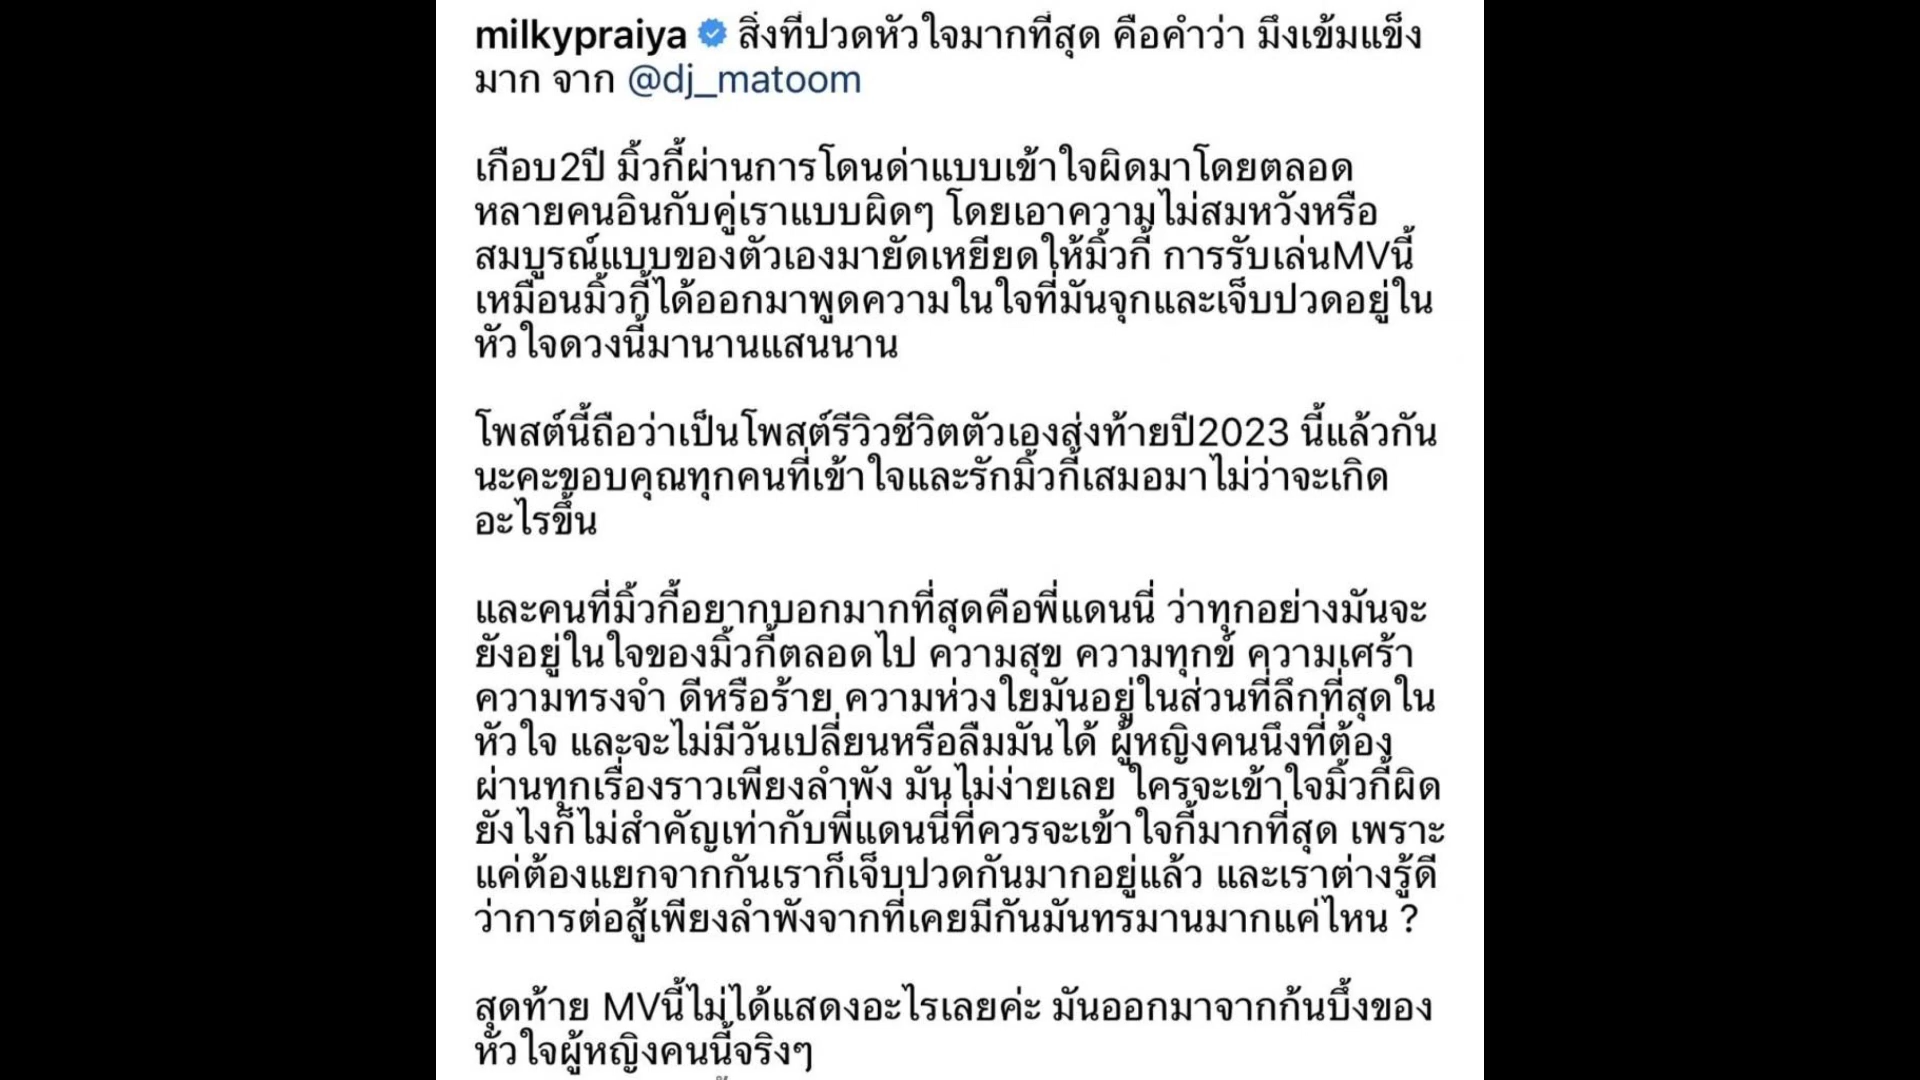 milkypraiya สิ่งที่ปวดหัวใจมากที่สุด คือคำว่า มึงเข้มแข็ง
มาก จาก @dj_matoom
เกือบ2ปี มิ้วกี้ผ่านการโดนด่าแบบเข้าใจผิดมาโดยตลอด
หลายคนอินกับคู่เราแบบผิดๆ โดยเอาความไม่สมหวังหรือ
สมบูรณ์แบบของตัวเองมายัดเหยียดให้มิ้วกี้ การรับเล่นMVนี้
เหมือนมิ้วกี้ได้ออกมาพูดความในใจที่มันจุกและเจ็บปวดอยู่ใน
หัวใจดวงนี้มานานแสนนาน
โพสต์นี้ถือว่าเป็นโพสต์รีวิวชีวิตตัวเองส่งท้ายปี2023 นี้แล้วกัน
นะคะขอบคุณทุกคนที่เข้าใจและรักมิ้วกี้เสมอมาไม่ว่าจะเกิด
อะไรขึ้น
และคนที่มิ้วกี้อยากบอกมากที่สุดคือพี่แดนนี่ ว่าทุกอย่างมันจะ
ยังอยู่ในใจของมิ้วกี้ตลอดไป ความสุข ความทุกข์ ความเศร้า
ความทรงจำ ดีหรือร้าย ความห่วงใยมันอยู่ในส่วนที่ลึกที่สุดใน
หัวใจ และจะไม่มีวันเปลี่ยนหรือลืมมันได้ ผู้หญิงคนนึงที่ต้อง
ผ่านทุกเรื่องราวเพียงลำพัง มันไม่ง่ายเลย ใครจะเข้าใจมิ้วกี้ผิด
ยังไงก็ไม่สำคัญเท่ากับพี่แดนนี่ที่ควรจะเข้าใจกี้มากที่สุด เพราะ
แค่ต้องแยกจากกันเราก็เจ็บปวดกันมากอยู่แล้ว และเราต่างรู้ดี
ว่าการต่อสู้เพียงลำพังจากที่เคยมีกันมันทรมานมากแค่ไหน ?
สุดท้าย MVนี้ไม่ได้แสดงอะไรเลยค่ะ มันออกมาจากก้นบึ้งของ
หัวใจผู้หญิงคนนี้จริงๆ